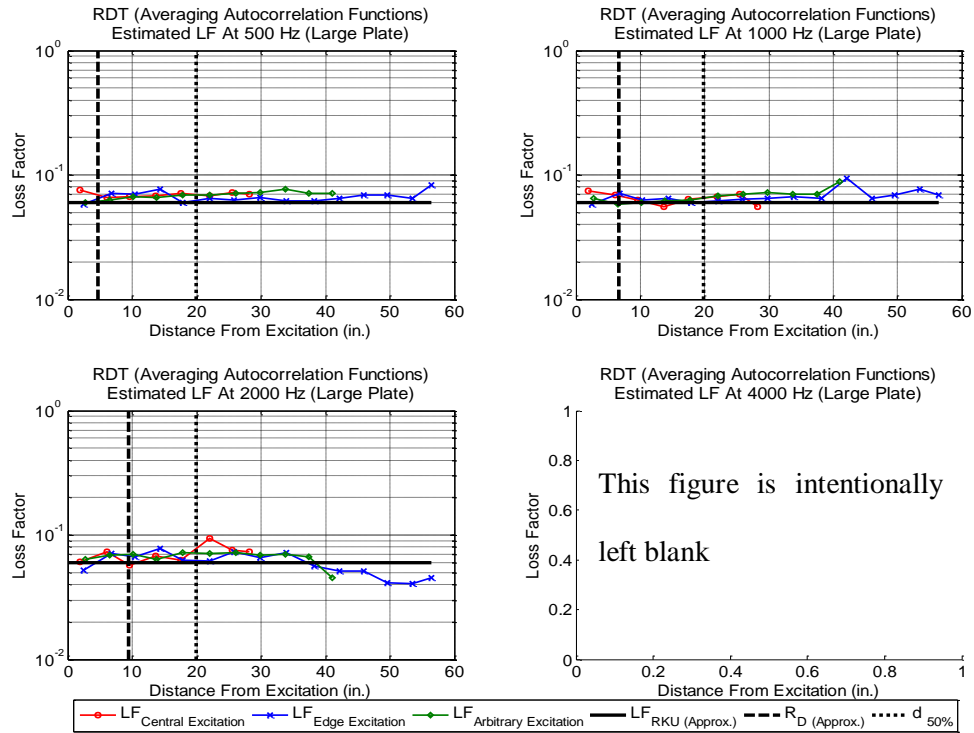 RDT (Averaging Autocorrelation Functions)
Estimated LF At 500 Hz (Large Plate)
10^0
10^-1
10^-2
Loss Factor
0 10 20 30 40 50 60
Distance From Excitation (in.)
RDT (Averaging Autocorrelation Functions)
Estimated LF At 1000 Hz (Large Plate)
10^0
10^-1
10^-2
Loss Factor
0 10 20 30 40 50 60
Distance From Excitation (in.)
RDT (Averaging Autocorrelation Functions)
Estimated LF At 2000 Hz (Large Plate)
10^0
10^-1
10^-2
Loss Factor
0 10 20 30 40 50 60
Distance From Excitation (in.)
RDT (Averaging Autocorrelation Functions)
Estimated LF At 4000 Hz (Large Plate)
1
0.8
0.6
0.4
0.2
0
Loss Factor
This figure is intentionally
left blank
0 0.2 0.4 0.6 0.8 1
Distance From Excitation (in.)
LF Central Excitation LF Edge Excitation LF Arbitrary Excitation LF RKU (Approx.) R D (Approx.) d 50%